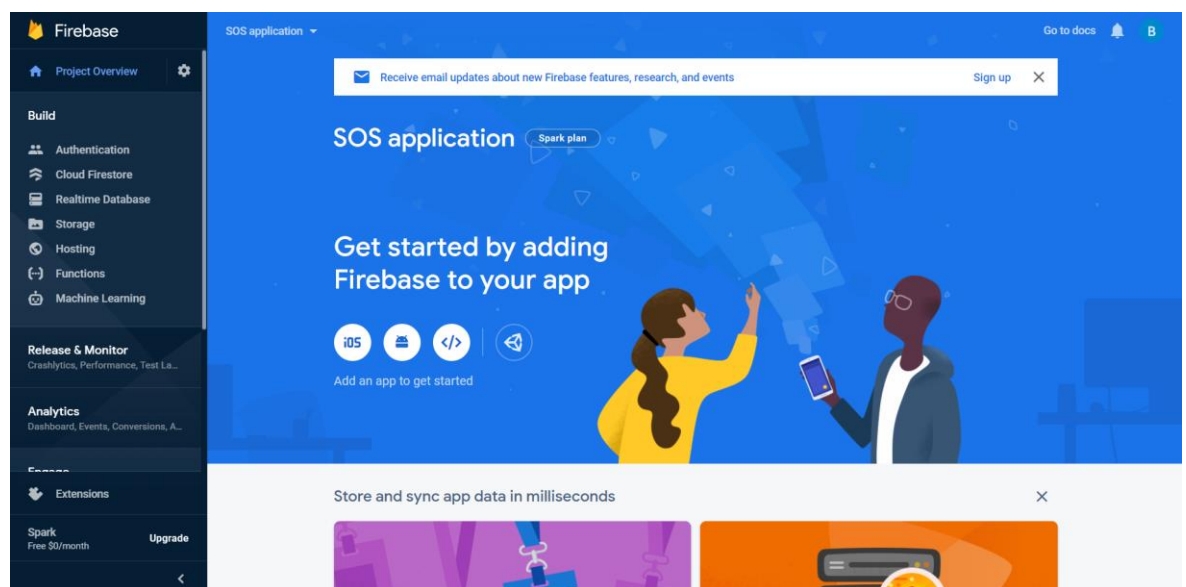 Firebase
SOS application
Go to docs
B
Project Overview
Receive email updates about new Firebase features, research, and events
Sign up
Build
Authentication
Cloud Firestore
Realtime Database
Storage
Hosting
Functions
Machine Learning
Release & Monitor
Crashlytics, Performance, Test La...
Analytics
Dashboard, Events, Conversions, A...
Engage
Extensions
Spark
Free $0/month
Upgrade
SOS application
Spark plan
Get started by adding
Firebase to your app
iOS
Add an app to get started
Store and sync app data in milliseconds